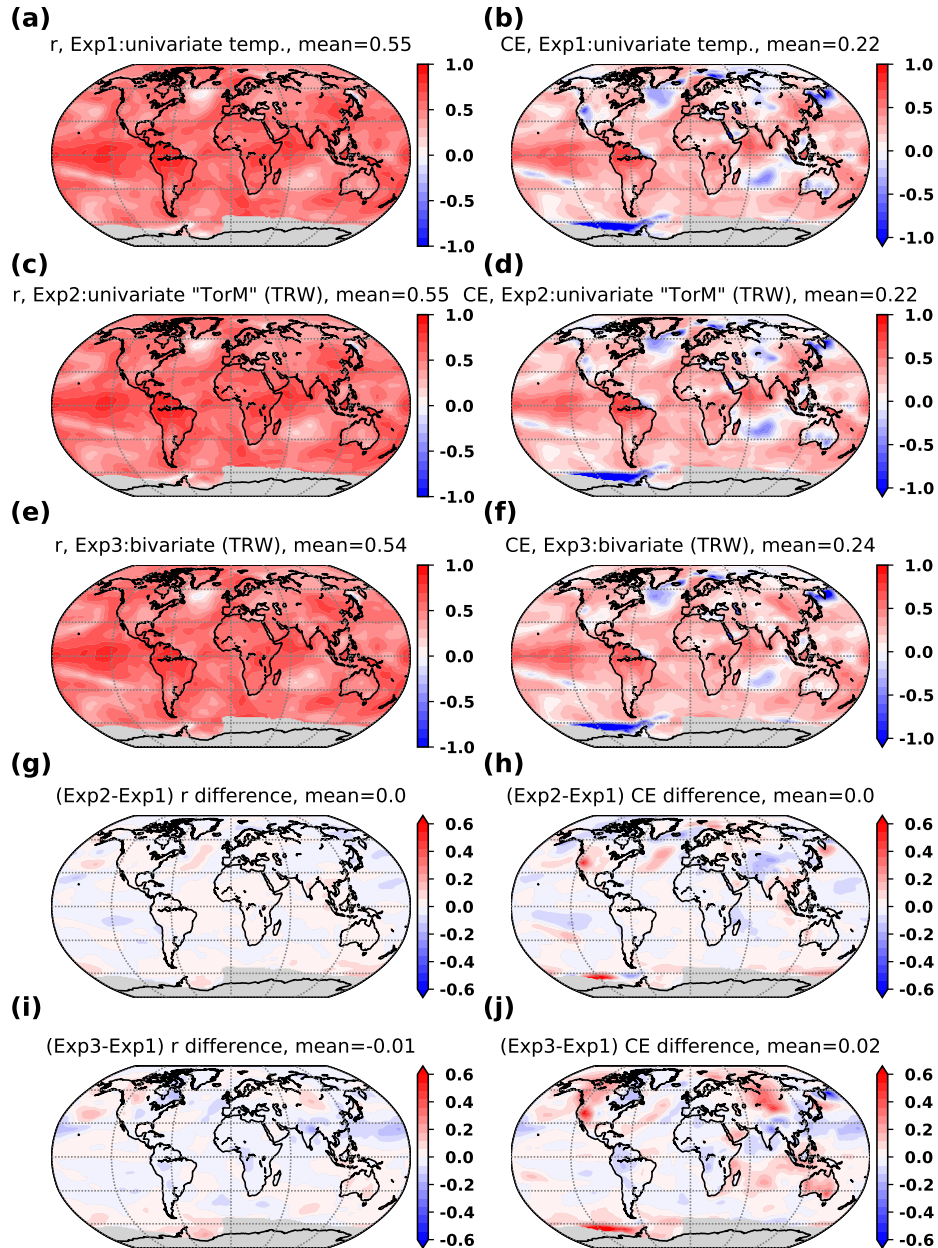 (a)
r, Exp1:univariate temp., mean=0.55
1.0
0.5
0.0
-0.5
-1.0
(b)
CE, Exp1:univariate temp., mean=0.22
1.0
0.5
0.0
-0.5
-1.0
(c)
r, Exp2:univariate "TorM" (TRW), mean=0.55
1.0
0.5
0.0
-0.5
-1.0
(d)
CE, Exp2:univariate "TorM" (TRW), mean=0.22
1.0
0.5
0.0
-0.5
-1.0
(e)
r, Exp3:bivariate (TRW), mean=0.54
1.0
0.5
0.0
-0.5
-1.0
(f)
CE, Exp3:bivariate (TRW), mean=0.24
1.0
0.5
0.0
-0.5
-1.0
(g)
(Exp2-Exp1) r difference, mean=0.0
0.6
0.4
0.2
0.0
-0.2
-0.4
-0.6
(h)
(Exp2-Exp1) CE difference, mean=0.0
0.6
0.4
0.2
0.0
-0.2
-0.4
-0.6
(i)
(Exp3-Exp1) r difference, mean=-0.01
0.6
0.4
0.2
0.0
-0.2
-0.4
-0.6
(j)
(Exp3-Exp1) CE difference, mean=0.02
0.6
0.4
0.2
0.0
-0.2
-0.4
-0.6